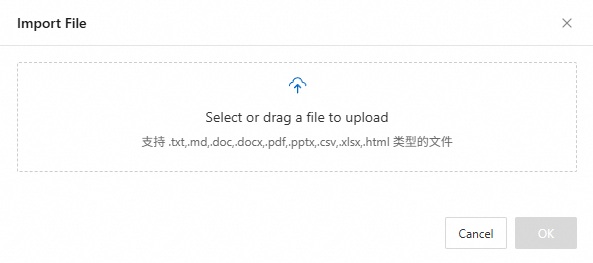 Import File
Select or drag a file to upload
支持 .txt,.md,.doc,.docx,.pdf,.pptx,.csv,.xlsx,.html 类型的文件
Cancel
OK